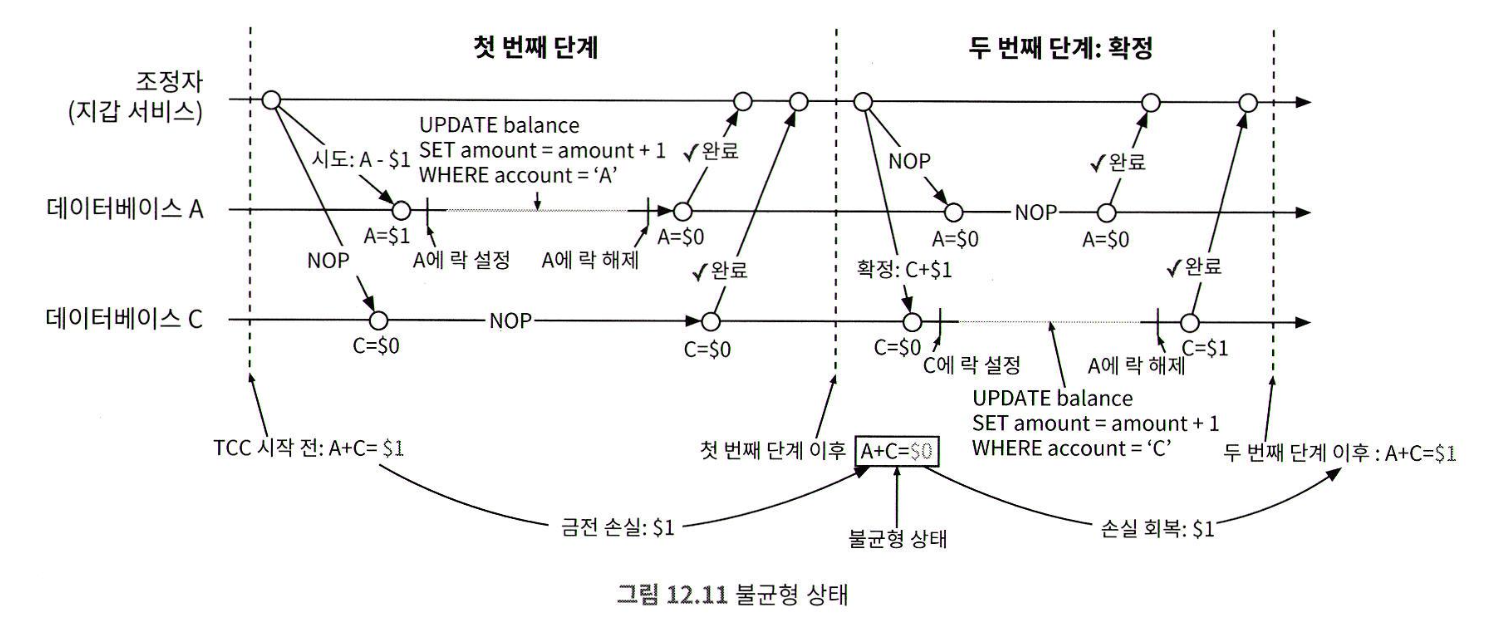 첫 번째 단계
두 번째 단계: 확정
조정자
(지갑 서비스)
UPDATE balance
SET amount = amount + 1
WHERE account = ‘A’
시도: A - $1
✓완료
NOP
✓완료
데이터베이스 A
NOP
A=$1
A에 락 설정
A에 락 해제
A=$0
A=$0
A=$0
NOP
✓완료
확정: C+$1
✓완료
데이터베이스 C
NOP
C=$0
C=$0
C=$0
C에 락 설정
A에 락 해제
C=$1
UPDATE balance
SET amount = amount + 1
WHERE account = ‘C’
TCC 시작 전: A+C= $1
첫 번째 단계 이후
A+C=$0
두 번째 단계 이후 : A+C=$1
금전 손실: $1
불균형 상태
손실 회복: $1
그림 12.11 불균형 상태